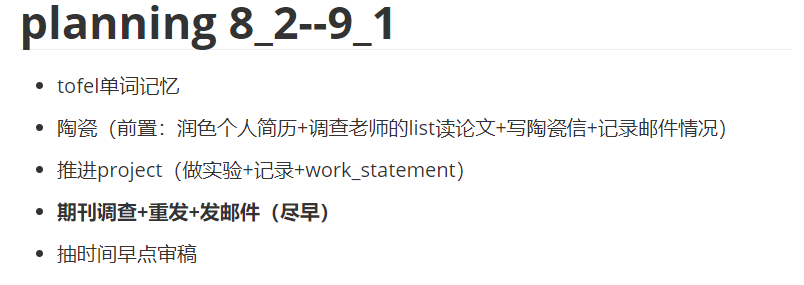 planning 8_2--9_1
tofel单词记忆
陶瓷（前置：润色个人简历+调查老师的list读论文+写陶瓷信+记录邮件情况）
推进project（做实验+记录+work_statement）
期刊调查+重发+发邮件（尽早）
抽时间早点审稿